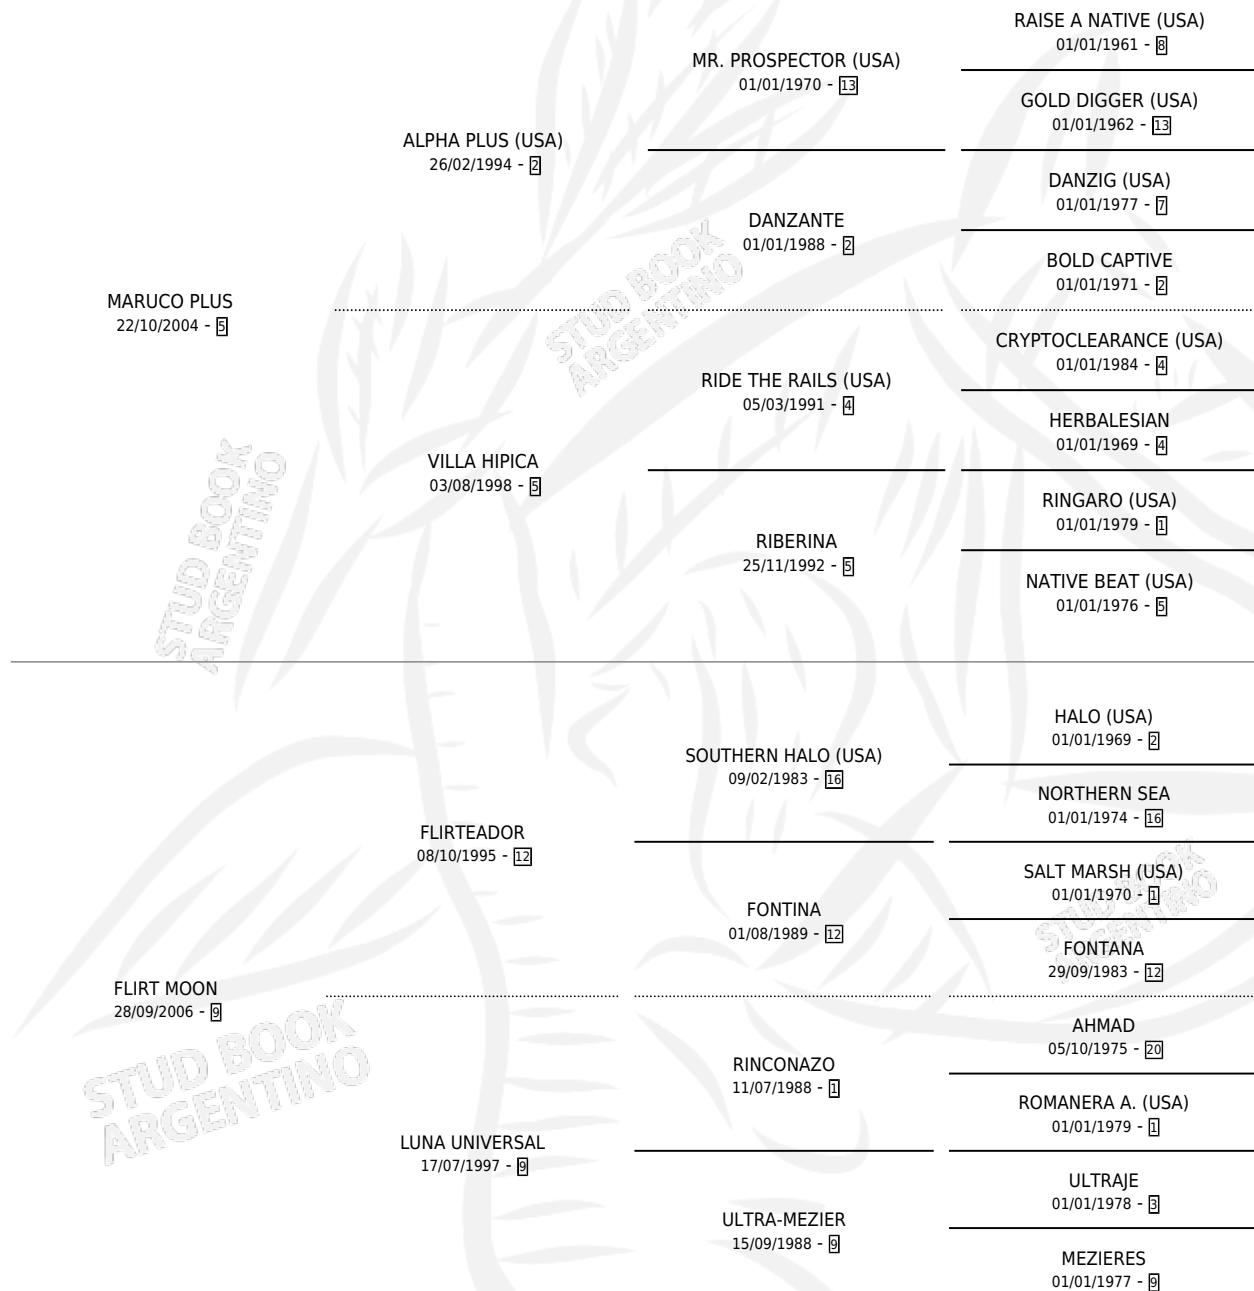 RAISE A NATIVE (USA)
01/01/1961 - 8
MR. PROSPECTOR (USA)
01/01/1970 - 13
GOLD DIGGER (USA)
01/01/1962 - 13
ALPHA PLUS (USA)
26/02/1994 - 2
DANZIG (USA)
01/01/1977 - 7
DANZANTE
01/01/1988 - 2
BOLD CAPTIVE
01/01/1971 - 2
MARUCO PLUS
22/10/2004 - 5
CRYPTOCLEARANCE (USA)
01/01/1984 - 4
RIDE THE RAILS (USA)
05/03/1991 - 4
HERBALESIAN
01/01/1969 - 4
VILLA HIPICA
03/08/1998 - 5
RINGARO (USA)
01/01/1979 - 1
RIBERINA
25/11/1992 - 5
NATIVE BEAT (USA)
01/01/1976 - 5
HALO (USA)
01/01/1969 - 2
SOUTHERN HALO (USA)
09/02/1983 - 16
NORTHERN SEA
01/01/1974 - 16
FLIRTEADOR
08/10/1995 - 12
SALT MARSH (USA)
01/01/1970 - 1
FONTINA
01/08/1989 - 12
FONTANA
29/09/1983 - 12
FLIRT MOON
28/09/2006 - 9
AHMAD
05/10/1975 - 20
RINCONAZO
11/07/1988 - 1
ROMANERA A. (USA)
01/01/1979 - 1
LUNA UNIVERSAL
17/07/1997 - 9
ULTRAJE
01/01/1978 - 3
ULTRA-MEZIER
15/09/1988 - 9
MEZIERES
01/01/1977 - 9
STUD BOOK
ARGENTINO
STUD BOOK
ARGENTINO
STUD BOOK
ARGENTINO
STUD BOOK
ARGENTINO